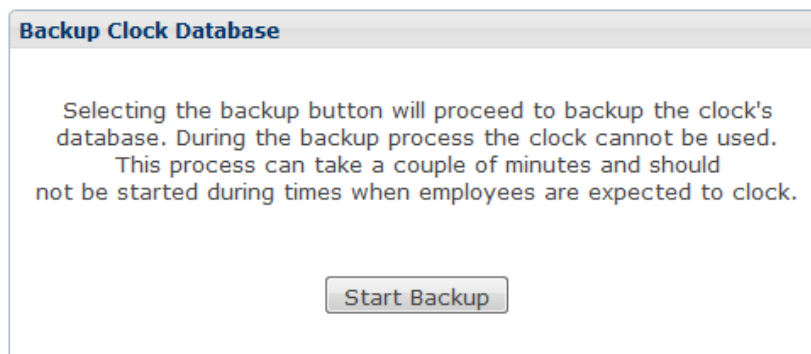 Backup Clock Database
Selecting the backup button will proceed to backup the clock's
database. During the backup process the clock cannot be used.
This process can take a couple of minutes and should
not be started during times when employees are expected to clock.
Start Backup